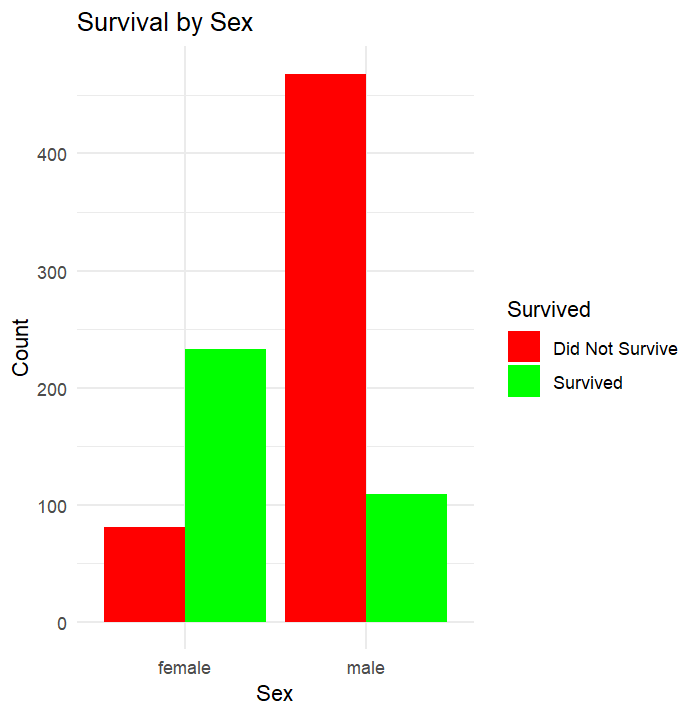 Survival by Sex
Count
400
300
200
100
0
female male
Sex
Survived
Did Not Survive
Survived